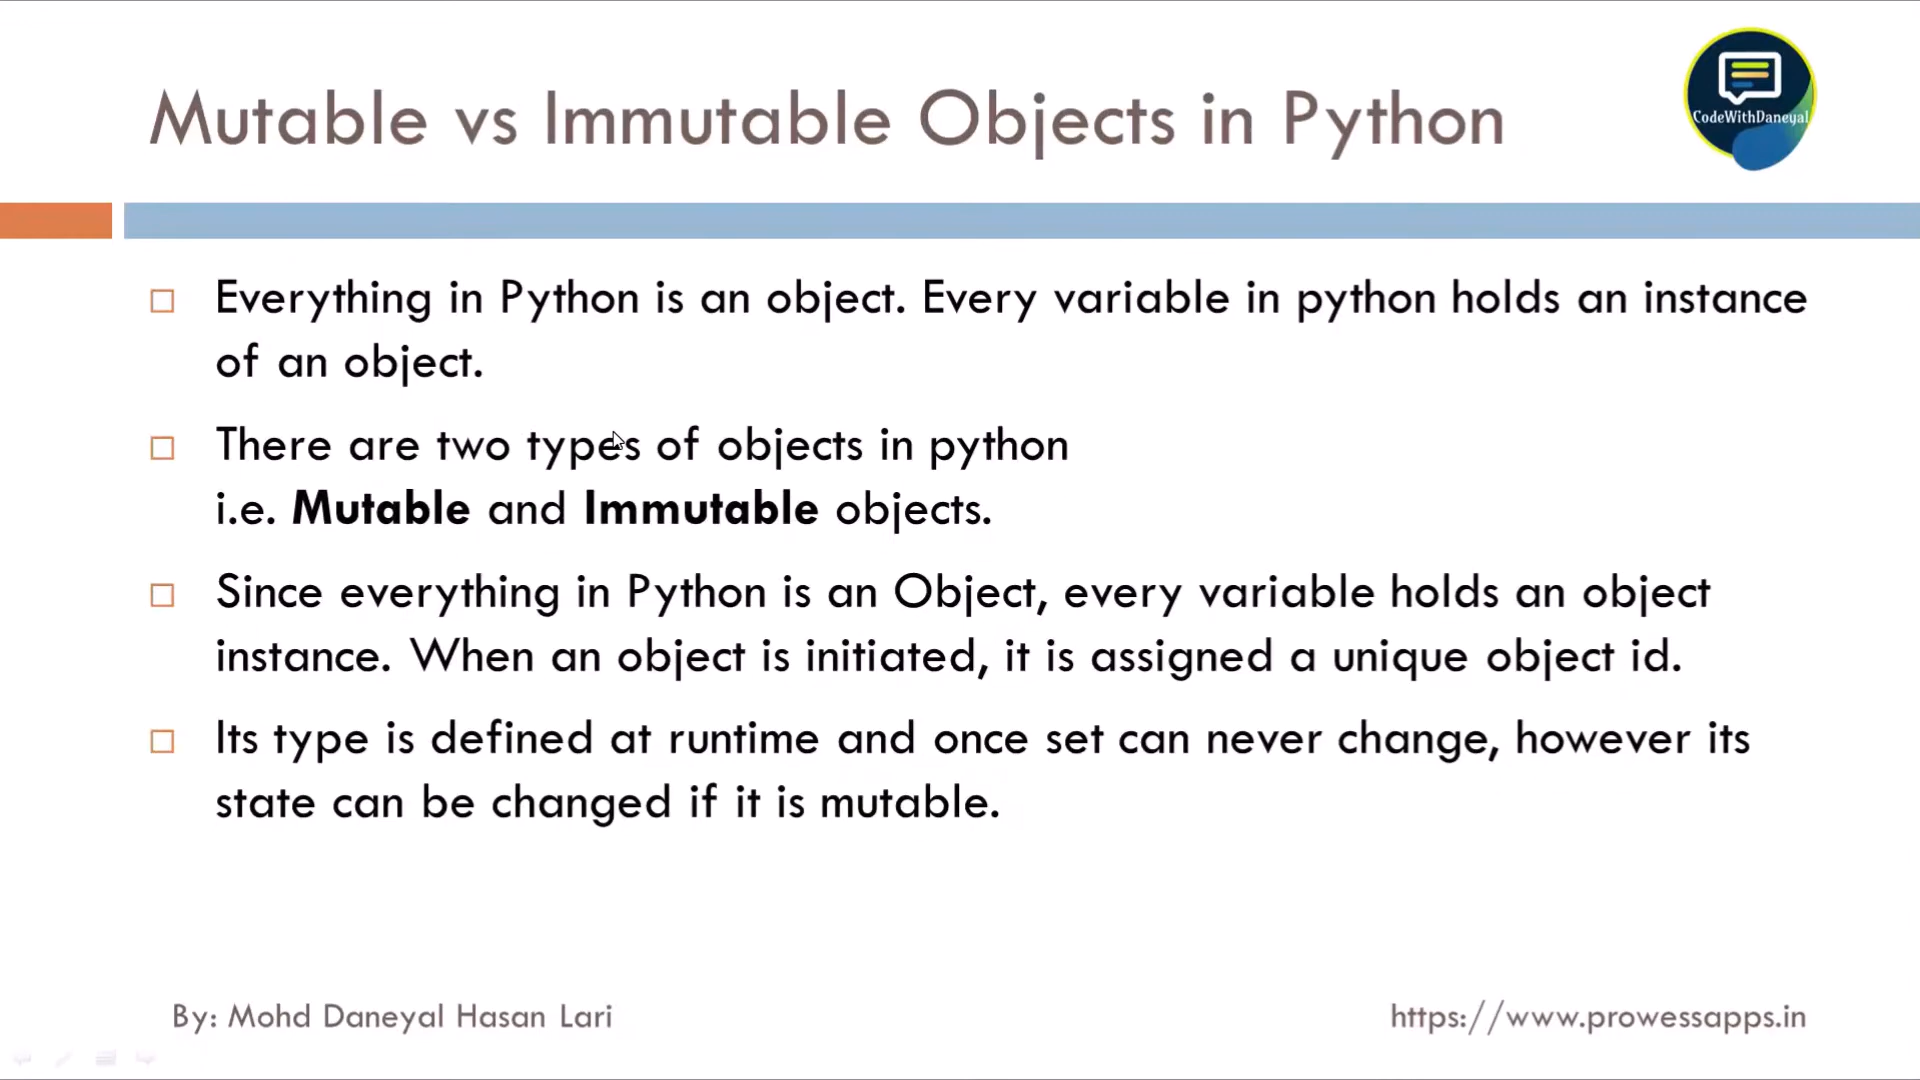 Mutable vs Immutable Objects in Python
CodeWithDaneyal
Everything in Python is an object. Every variable in python holds an instance
of an object.
There are two types of objects in python
i.e. Mutable and Immutable objects.
Since everything in Python is an Object, every variable holds an object
instance. When an object is initiated, it is assigned a unique object id.
Its type is defined at runtime and once set can never change, however its
state can be changed if it is mutable.
By: Mohd Daneyal Hasan Lari
https://www.prowessapps.in